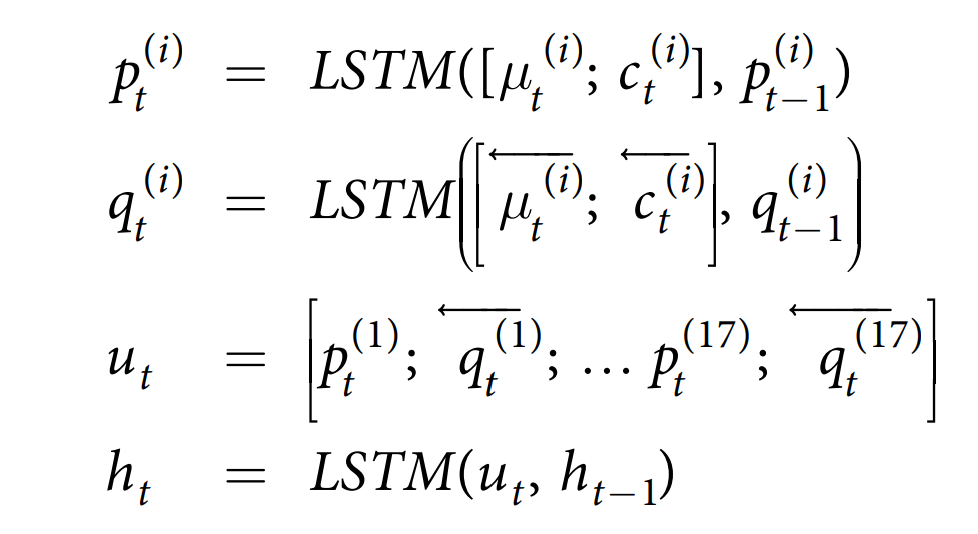 p_t^{(i)} = LSTM([μ_t^{(i)}; c_t^{(i)}], p_{t−1}^{(i)})
q_t^{(i)} = LSTM([\overleftarrow{μ_t^{(i)}}; \overleftarrow{c_t^{(i)}}], q_{t−1}^{(i)})
u_t = [p_t^{(1)}; \overleftarrow{q_t^{(1)}}; … p_t^{(17)}; \overleftarrow{q_t^{(17)}}]
h_t = LSTM(u_t, h_{t−1})